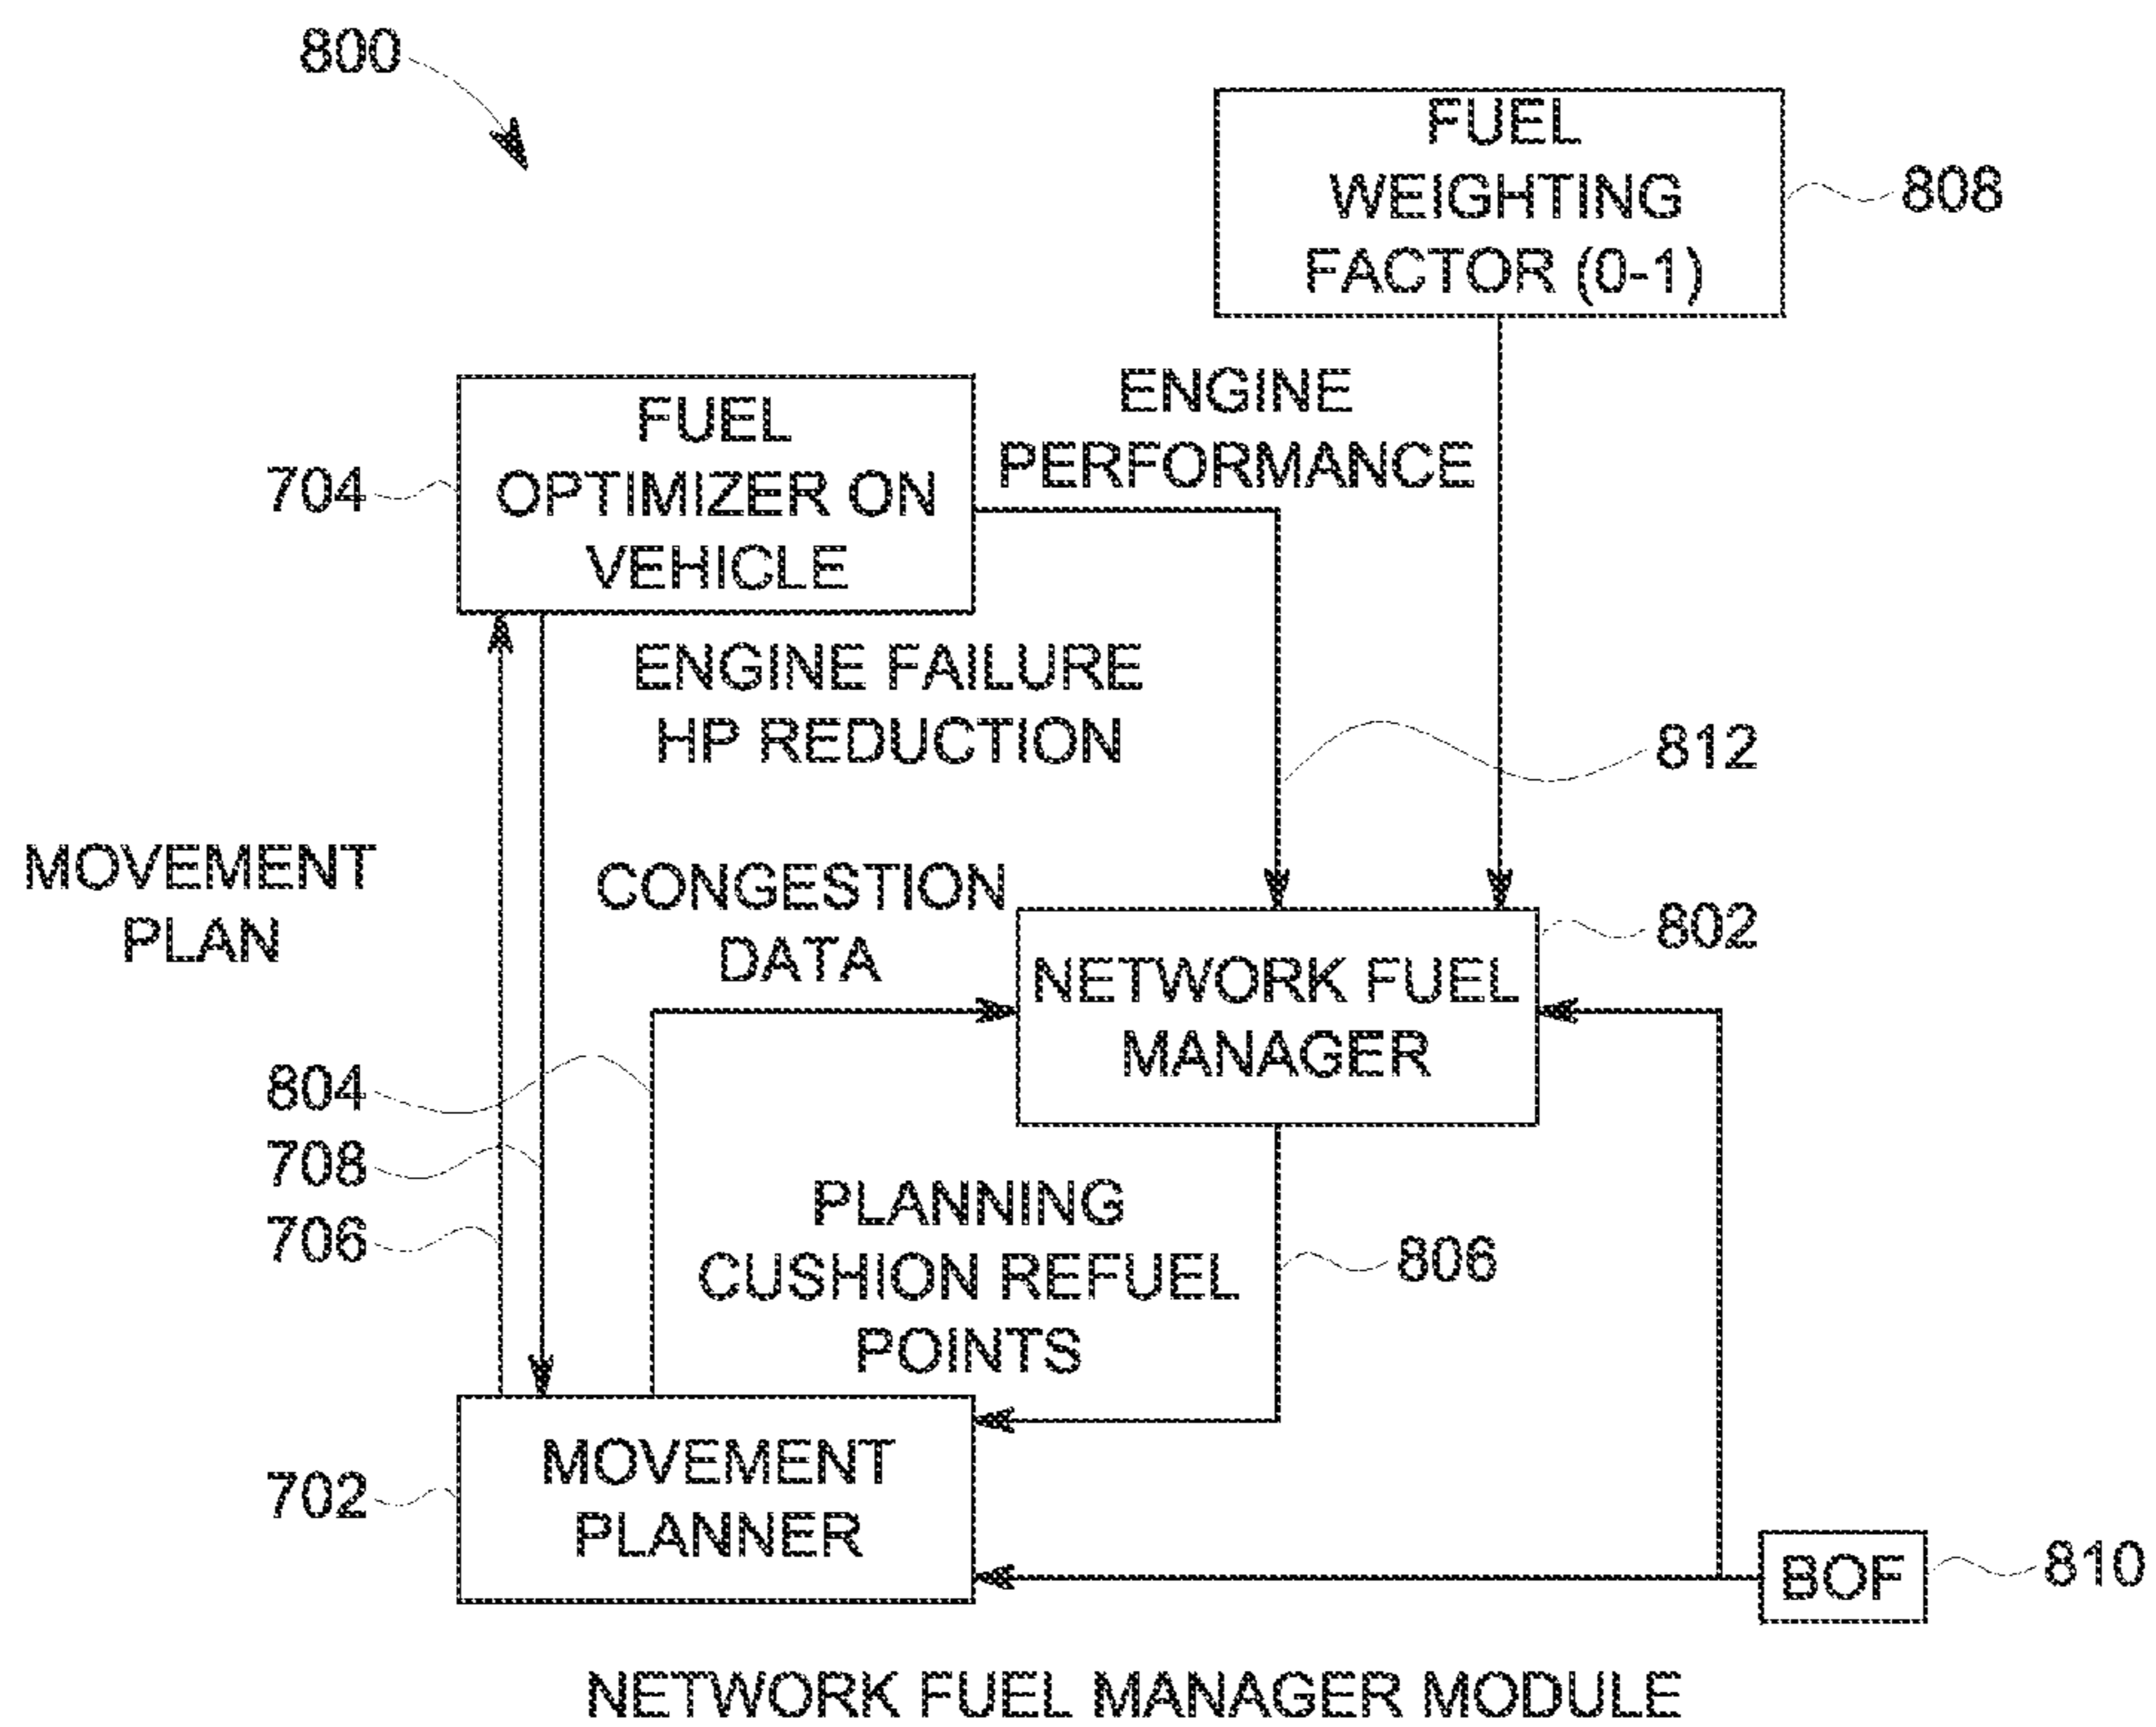 800
FUEL
WEIGHTING
FACTOR (0-1)
808
FUEL
OPTIMIZER ON
VEHICLE
704
ENGINE
PERFORMANCE
ENGINE FAILURE
HP REDUCTION
812
MOVEMENT
PLAN
CONGESTION
DATA
802
NETWORK FUEL
MANAGER
804
708
706
PLANNING
CUSHION REFUEL
POINTS
806
702
MOVEMENT
PLANNER
BOF
810
NETWORK FUEL MANAGER MODULE